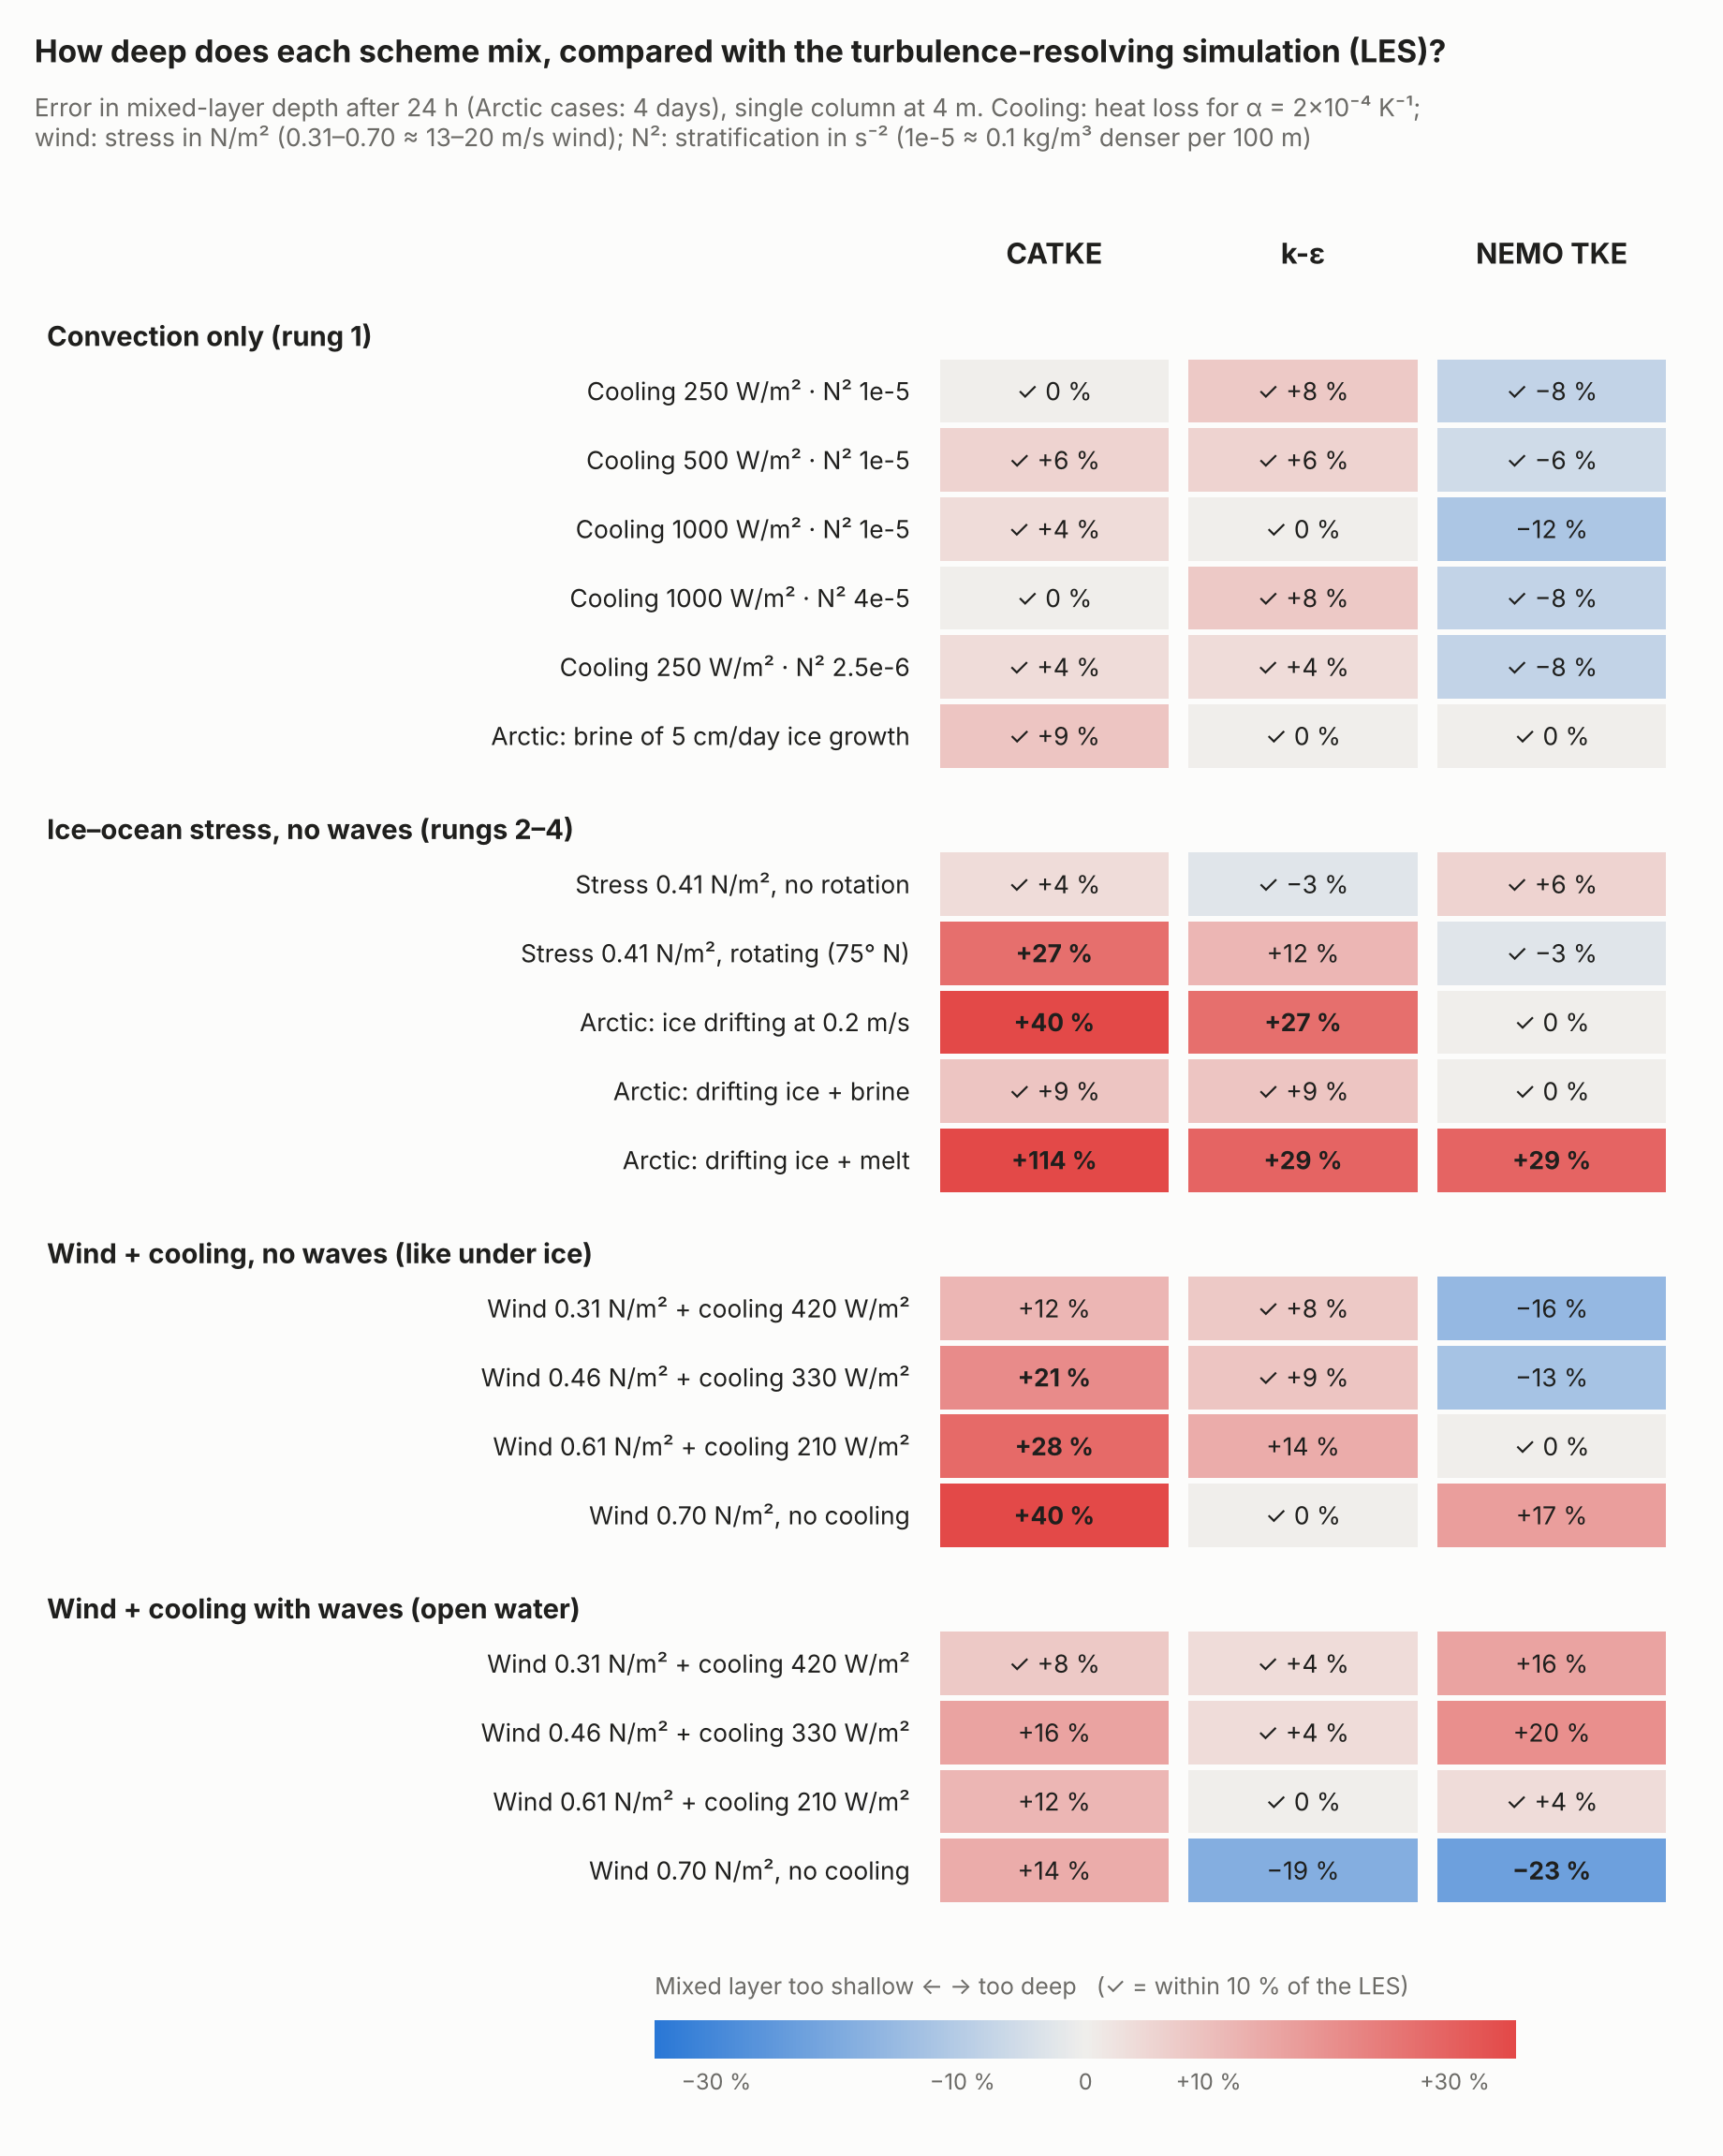 How deep does each scheme mix, compared with the turbulence-resolving simulation (LES)?
Error in mixed-layer depth after 24 h (Arctic cases: 4 days), single column at 4 m. Cooling: heat loss for α = 2×10⁻⁴ K⁻¹;
wind: stress in N/m² (0.31–0.70 ≈ 13–20 m/s wind); N²: stratification in s⁻² (1e-5 ≈ 0.1 kg/m³ denser per 100 m)
CATKE k-ε NEMO TKE
Convection only (rung 1)
Cooling 250 W/m² · N² 1e-5 ✓ 0 % ✓ +8 % ✓ −8 %
Cooling 500 W/m² · N² 1e-5 ✓ +6 % ✓ +6 % ✓ −6 %
Cooling 1000 W/m² · N² 1e-5 ✓ +4 % ✓ 0 % −12 %
Cooling 1000 W/m² · N² 4e-5 ✓ 0 % ✓ +8 % ✓ −8 %
Cooling 250 W/m² · N² 2.5e-6 ✓ +4 % ✓ +4 % ✓ −8 %
Arctic: brine of 5 cm/day ice growth ✓ +9 % ✓ 0 % ✓ 0 %
Ice–ocean stress, no waves (rungs 2–4)
Stress 0.41 N/m², no rotation ✓ +4 % ✓ −3 % ✓ +6 %
Stress 0.41 N/m², rotating (75° N) +27 % +12 % ✓ −3 %
Arctic: ice drifting at 0.2 m/s +40 % +27 % ✓ 0 %
Arctic: drifting ice + brine ✓ +9 % ✓ +9 % ✓ 0 %
Arctic: drifting ice + melt +114 % +29 % +29 %
Wind + cooling, no waves (like under ice)
Wind 0.31 N/m² + cooling 420 W/m² +12 % ✓ +8 % −16 %
Wind 0.46 N/m² + cooling 330 W/m² +21 % ✓ +9 % −13 %
Wind 0.61 N/m² + cooling 210 W/m² +28 % +14 % ✓ 0 %
Wind 0.70 N/m², no cooling +40 % ✓ 0 % +17 %
Wind + cooling with waves (open water)
Wind 0.31 N/m² + cooling 420 W/m² ✓ +8 % ✓ +4 % +16 %
Wind 0.46 N/m² + cooling 330 W/m² +16 % ✓ +4 % +20 %
Wind 0.61 N/m² + cooling 210 W/m² +12 % ✓ 0 % ✓ +4 %
Wind 0.70 N/m², no cooling +14 % −19 % −23 %
Mixed layer too shallow ← → too deep (✓ = within 10 % of the LES)
−30 % −10 % 0 +10 % +30 %